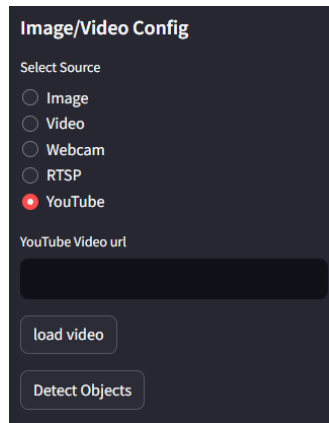 Image/Video Config
Select Source
Image
Video
Webcam
RTSP
YouTube
YouTube Video url
load video
Detect Objects